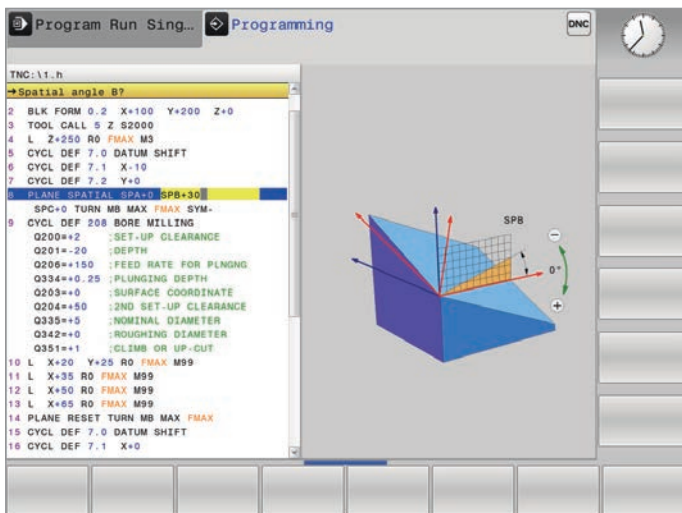 Program Run Sing… Programming DNC
TNC:\1.h
→Spatial angle B?
2 BLK FORM 0.2 X+100 Y+200 Z+0
3 TOOL CALL 5 Z S2000
4 L Z+250 R0 FMAX M3
5 CYCL DEF 7.0 DATUM SHIFT
6 CYCL DEF 7.1 X-10
7 CYCL DEF 7.2 Y+0
8 PLANE SPATIAL SPA+0 SPB+30
SPC+0 TURN MB MAX FMAX SYM-
9 CYCL DEF 208 BORE MILLING
Q200=+2 ;SET-UP CLEARANCE
Q201=-20 ;DEPTH
Q206=+150 ;FEED RATE FOR PLNGNG
Q334=+0.25 ;PLUNGING DEPTH
Q203=+0 ;SURFACE COORDINATE
Q204=+50 ;2ND SET-UP CLEARANCE
Q335=+5 ;NOMINAL DIAMETER
Q342=+0 ;ROUGHING DIAMETER
Q351=+1 ;CLIMB OR UP-CUT
10 L X+20 Y+25 R0 FMAX M99
11 L X+35 R0 FMAX M99
12 L X+50 R0 FMAX M99
13 L X+65 R0 FMAX M99
14 PLANE RESET TURN MB MAX FMAX
15 CYCL DEF 7.0 DATUM SHIFT
16 CYCL DEF 7.1 X+0
SPB
−
0°
+